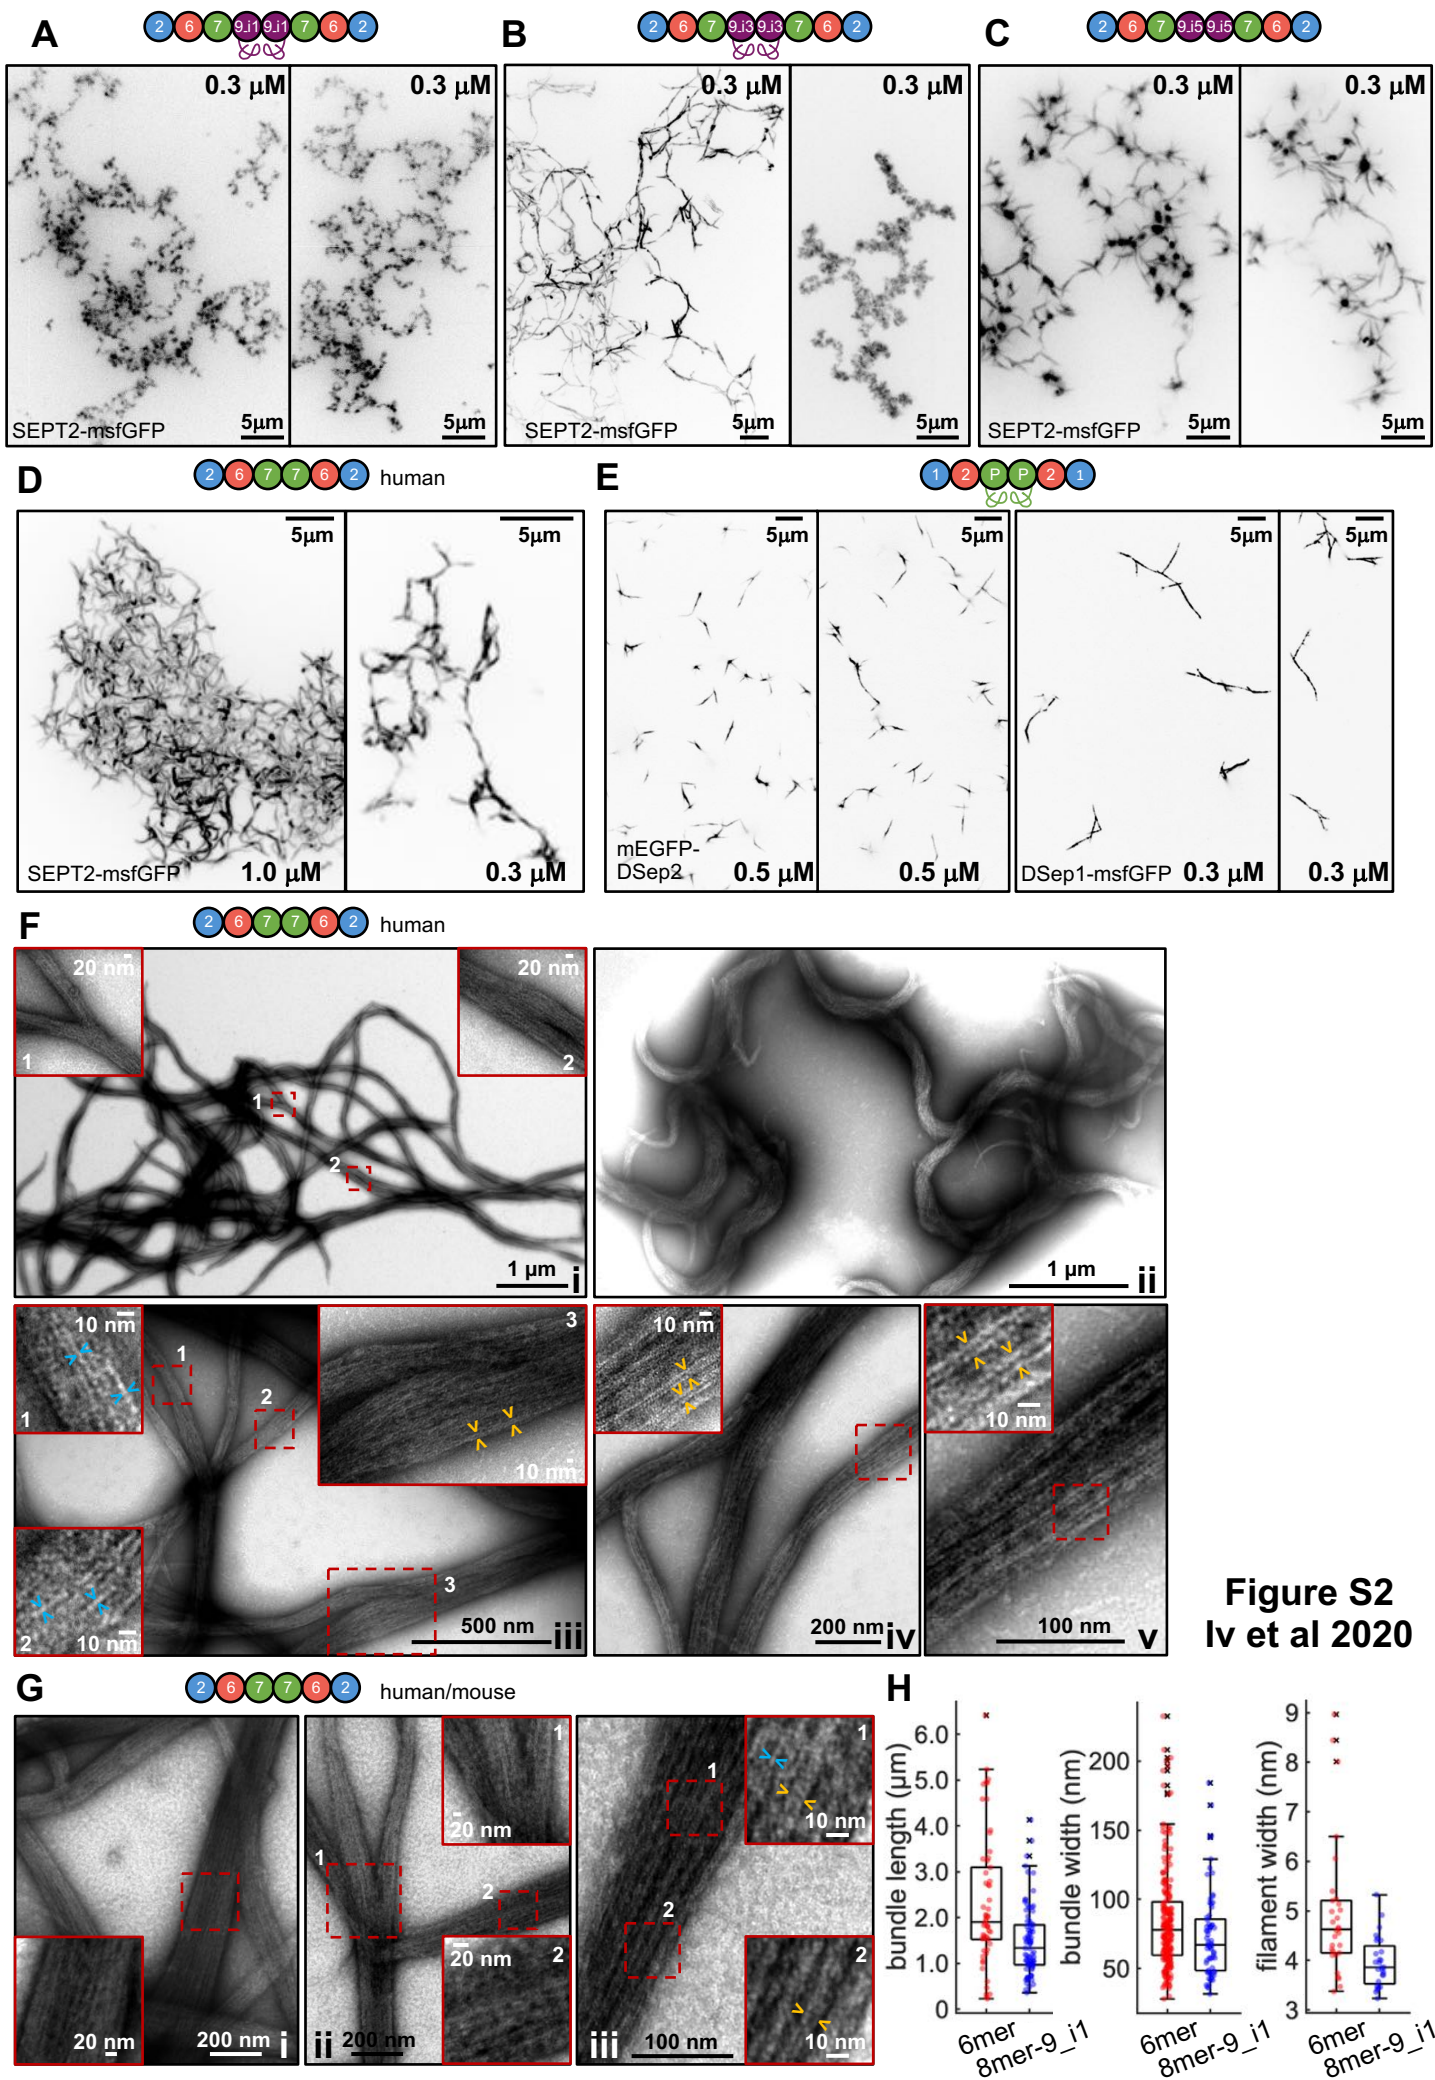 A
2 6 7 9_i1 9_i1 7 6 2
B
2 6 7 9_i3 9_i3 7 6 2
C
2 6 7 9_i5 9_i5 7 6 2
0.3 µM
0.3 µM
0.3 µM
0.3 µM
0.3 µM
0.3 µM
SEPT2-msfGFP
5µm
5µm
SEPT2-msfGFP
5µm
5µm
SEPT2-msfGFP
5µm
5µm
D
2 6 7 7 6 2
human
E
1 2 P P 2 1
5µm
5µm
5µm
5µm
5µm
5µm
SEPT2-msfGFP
1.0 µM
0.3 µM
mEGFP-
DSep2
0.5 µM
0.5 µM
DSep1-msfGFP
0.3 µM
0.3 µM
F
2 6 7 7 6 2
human
20 nm
1
20 nm
2
1
2
1 µm
i
1 µm
ii
10 nm
1
1
2
3
10 nm
2
10 nm
3
500 nm
iii
10 nm
200 nm
iv
10 nm
100 nm
v
Figure S2
Iv et al 2020
G
2 6 7 7 6 2
human/mouse
20 nm
200 nm
i
1
20 nm
1
2
20 nm
2
ii
200 nm
1
2
1
10 nm
2
10 nm
iii
100 nm
H
bundle length (µm)
6.0
5.0
4.0
3.0
2.0
1.0
0
6mer
8mer-9_i1
bundle width (nm)
200
150
100
50
6mer
8mer-9_i1
filament width (nm)
9
8
7
6
5
4
3
6mer
8mer-9_i1